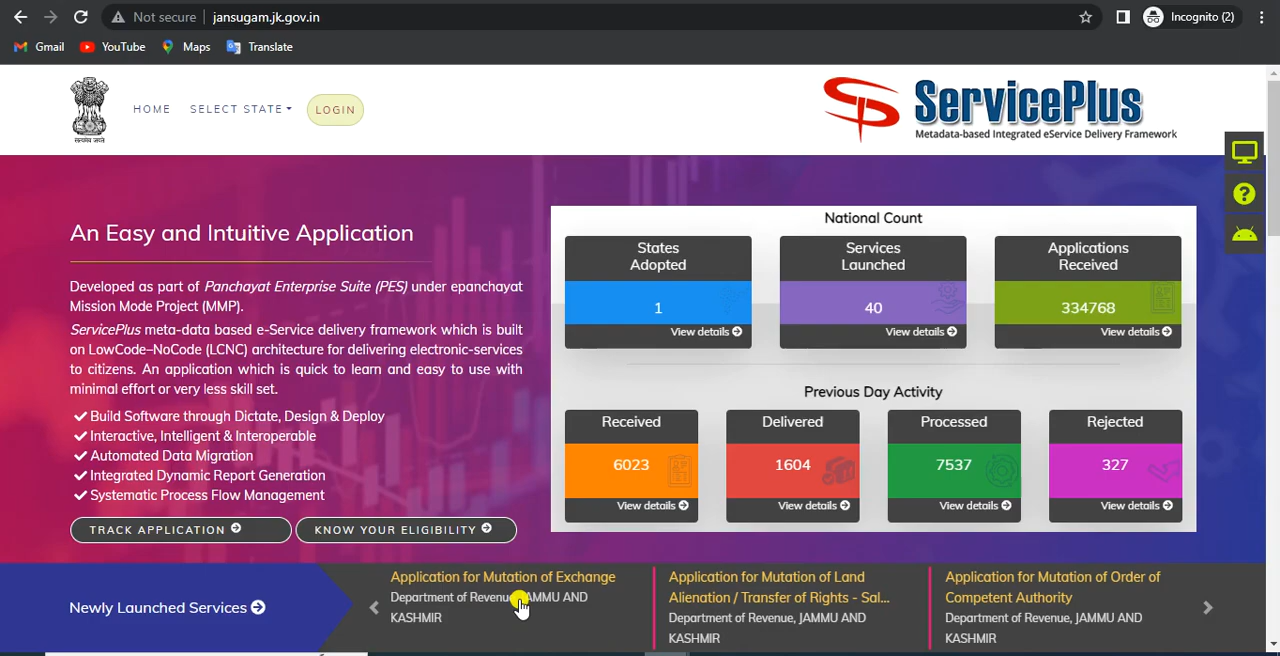 Not secure
jansugam.jk.gov.in
Incognito (2)
Gmail
YouTube
Maps
Translate
सत्यमेव जयते
HOME
SELECT STATE
LOGIN
ServicePlus
Metadata-based Integrated eService Delivery Framework
An Easy and Intuitive Application
Developed as part of Panchayat Enterprise Suite (PES) under epanchayat
Mission Mode Project (MMP).
ServicePlus meta-data based e-Service delivery framework which is built
on LowCode–NoCode (LCNC) architecture for delivering electronic-services
to citizens. An application which is quick to learn and easy to use with
minimal effort or very less skill set.
Build Software through Dictate, Design & Deploy
Interactive, Intelligent & Interoperable
Automated Data Migration
Integrated Dynamic Report Generation
Systematic Process Flow Management
TRACK APPLICATION
KNOW YOUR ELIGIBILITY
National Count
States
Adopted
1
View details
Services
Launched
40
View details
Applications
Received
334768
View details
Previous Day Activity
Received
6023
View details
Delivered
1604
View details
Processed
7537
View details
Rejected
327
View details
Newly Launched Services
Application for Mutation of Exchange
Department of Revenue, JAMMU AND
KASHMIR
Application for Mutation of Land
Alienation / Transfer of Rights - Sal...
Department of Revenue, JAMMU AND
KASHMIR
Application for Mutation of Order of
Competent Authority
Department of Revenue, JAMMU AND
KASHMIR